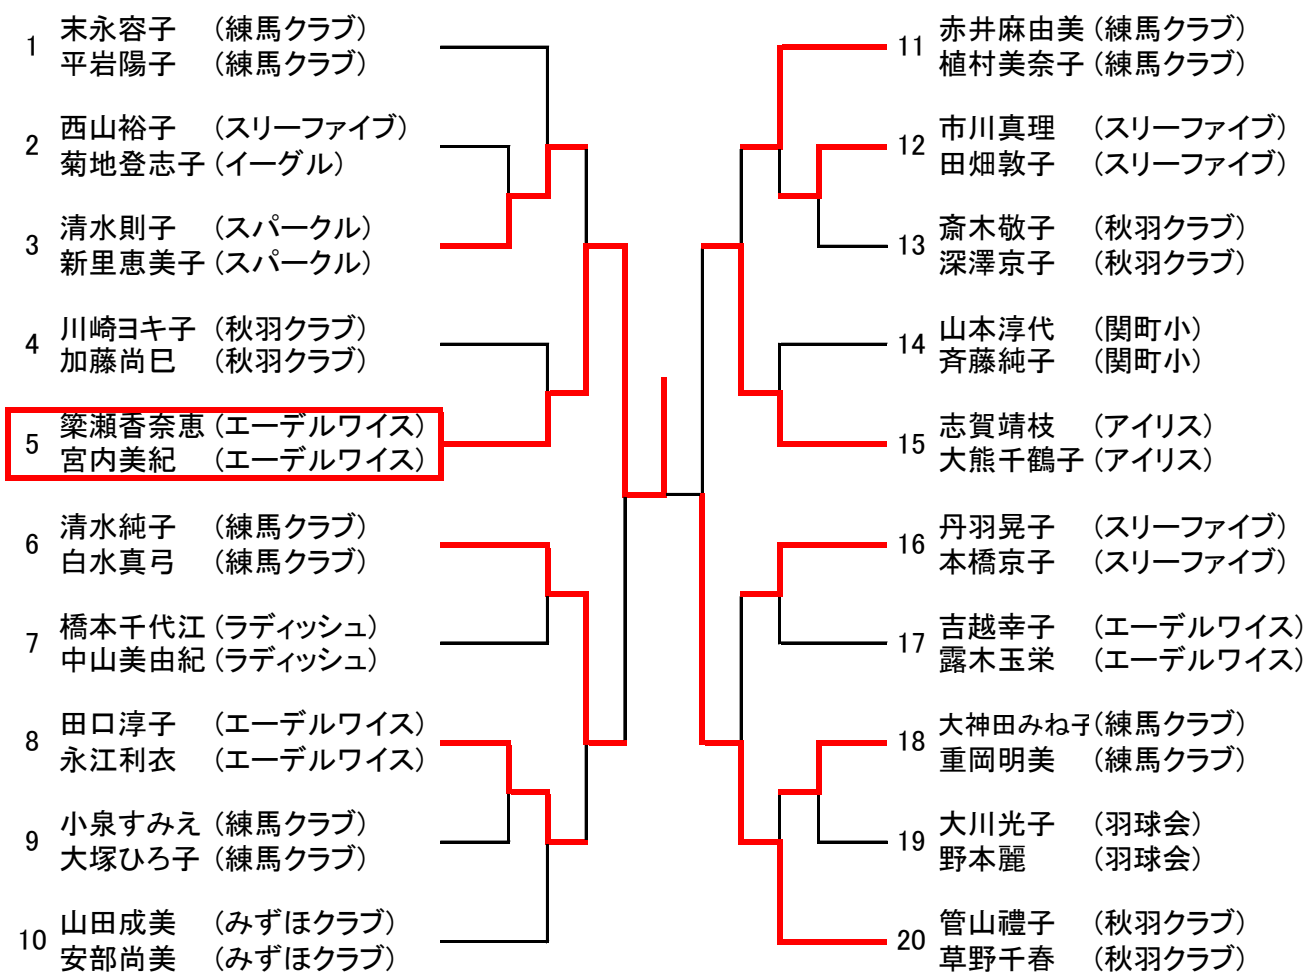 1 末永容子 (練馬クラブ)
平岩陽子 (練馬クラブ)
2 西山裕子 (スリーファイブ)
菊地登志子 (イーグル)
3 清水則子 (スパークル)
新里恵美子 (スパークル)
4 川崎ヨキ子 (秋羽クラブ)
加藤尚巳 (秋羽クラブ)
5 簗瀬香奈恵 (エーデルワイス)
宮内美紀 (エーデルワイス)
6 清水純子 (練馬クラブ)
白水真弓 (練馬クラブ)
7 橋本千代江 (ラディッシュ)
中山美由紀 (ラディッシュ)
8 田口淳子 (エーデルワイス)
永江利衣 (エーデルワイス)
9 小泉すみえ (練馬クラブ)
大塚ひろ子 (練馬クラブ)
10 山田成美 (みずほクラブ)
安部尚美 (みずほクラブ)
11 赤井麻由美 (練馬クラブ)
植村美奈子 (練馬クラブ)
12 市川真理 (スリーファイブ)
田畑敦子 (スリーファイブ)
13 斎木敬子 (秋羽クラブ)
深澤京子 (秋羽クラブ)
14 山本淳代 (関町小)
斉藤純子 (関町小)
15 志賀靖枝 (アイリス)
大熊千鶴子 (アイリス)
16 丹羽晃子 (スリーファイブ)
本橋京子 (スリーファイブ)
17 吉越幸子 (エーデルワイス)
露木玉栄 (エーデルワイス)
18 大神田みね子 (練馬クラブ)
重岡明美 (練馬クラブ)
19 大川光子 (羽球会)
野本麗 (羽球会)
20 管山禮子 (秋羽クラブ)
草野千春 (秋羽クラブ)